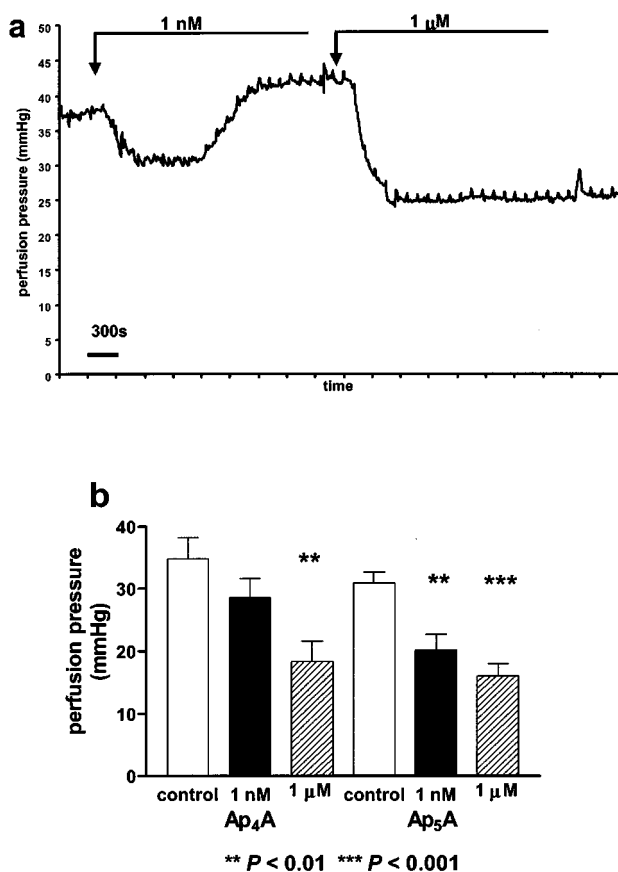 a
1 nM
1 µM
perfusion pressure (mmHg)
50
45
40
35
30
25
20
15
10
5
0
300s
time
b
perfusion pressure
(mmHg)
40
30
20
10
0
control 1 nM 1 µM control 1 nM 1 µM
Ap₄A Ap₅A
** P < 0.01 *** P < 0.001
** ** ***